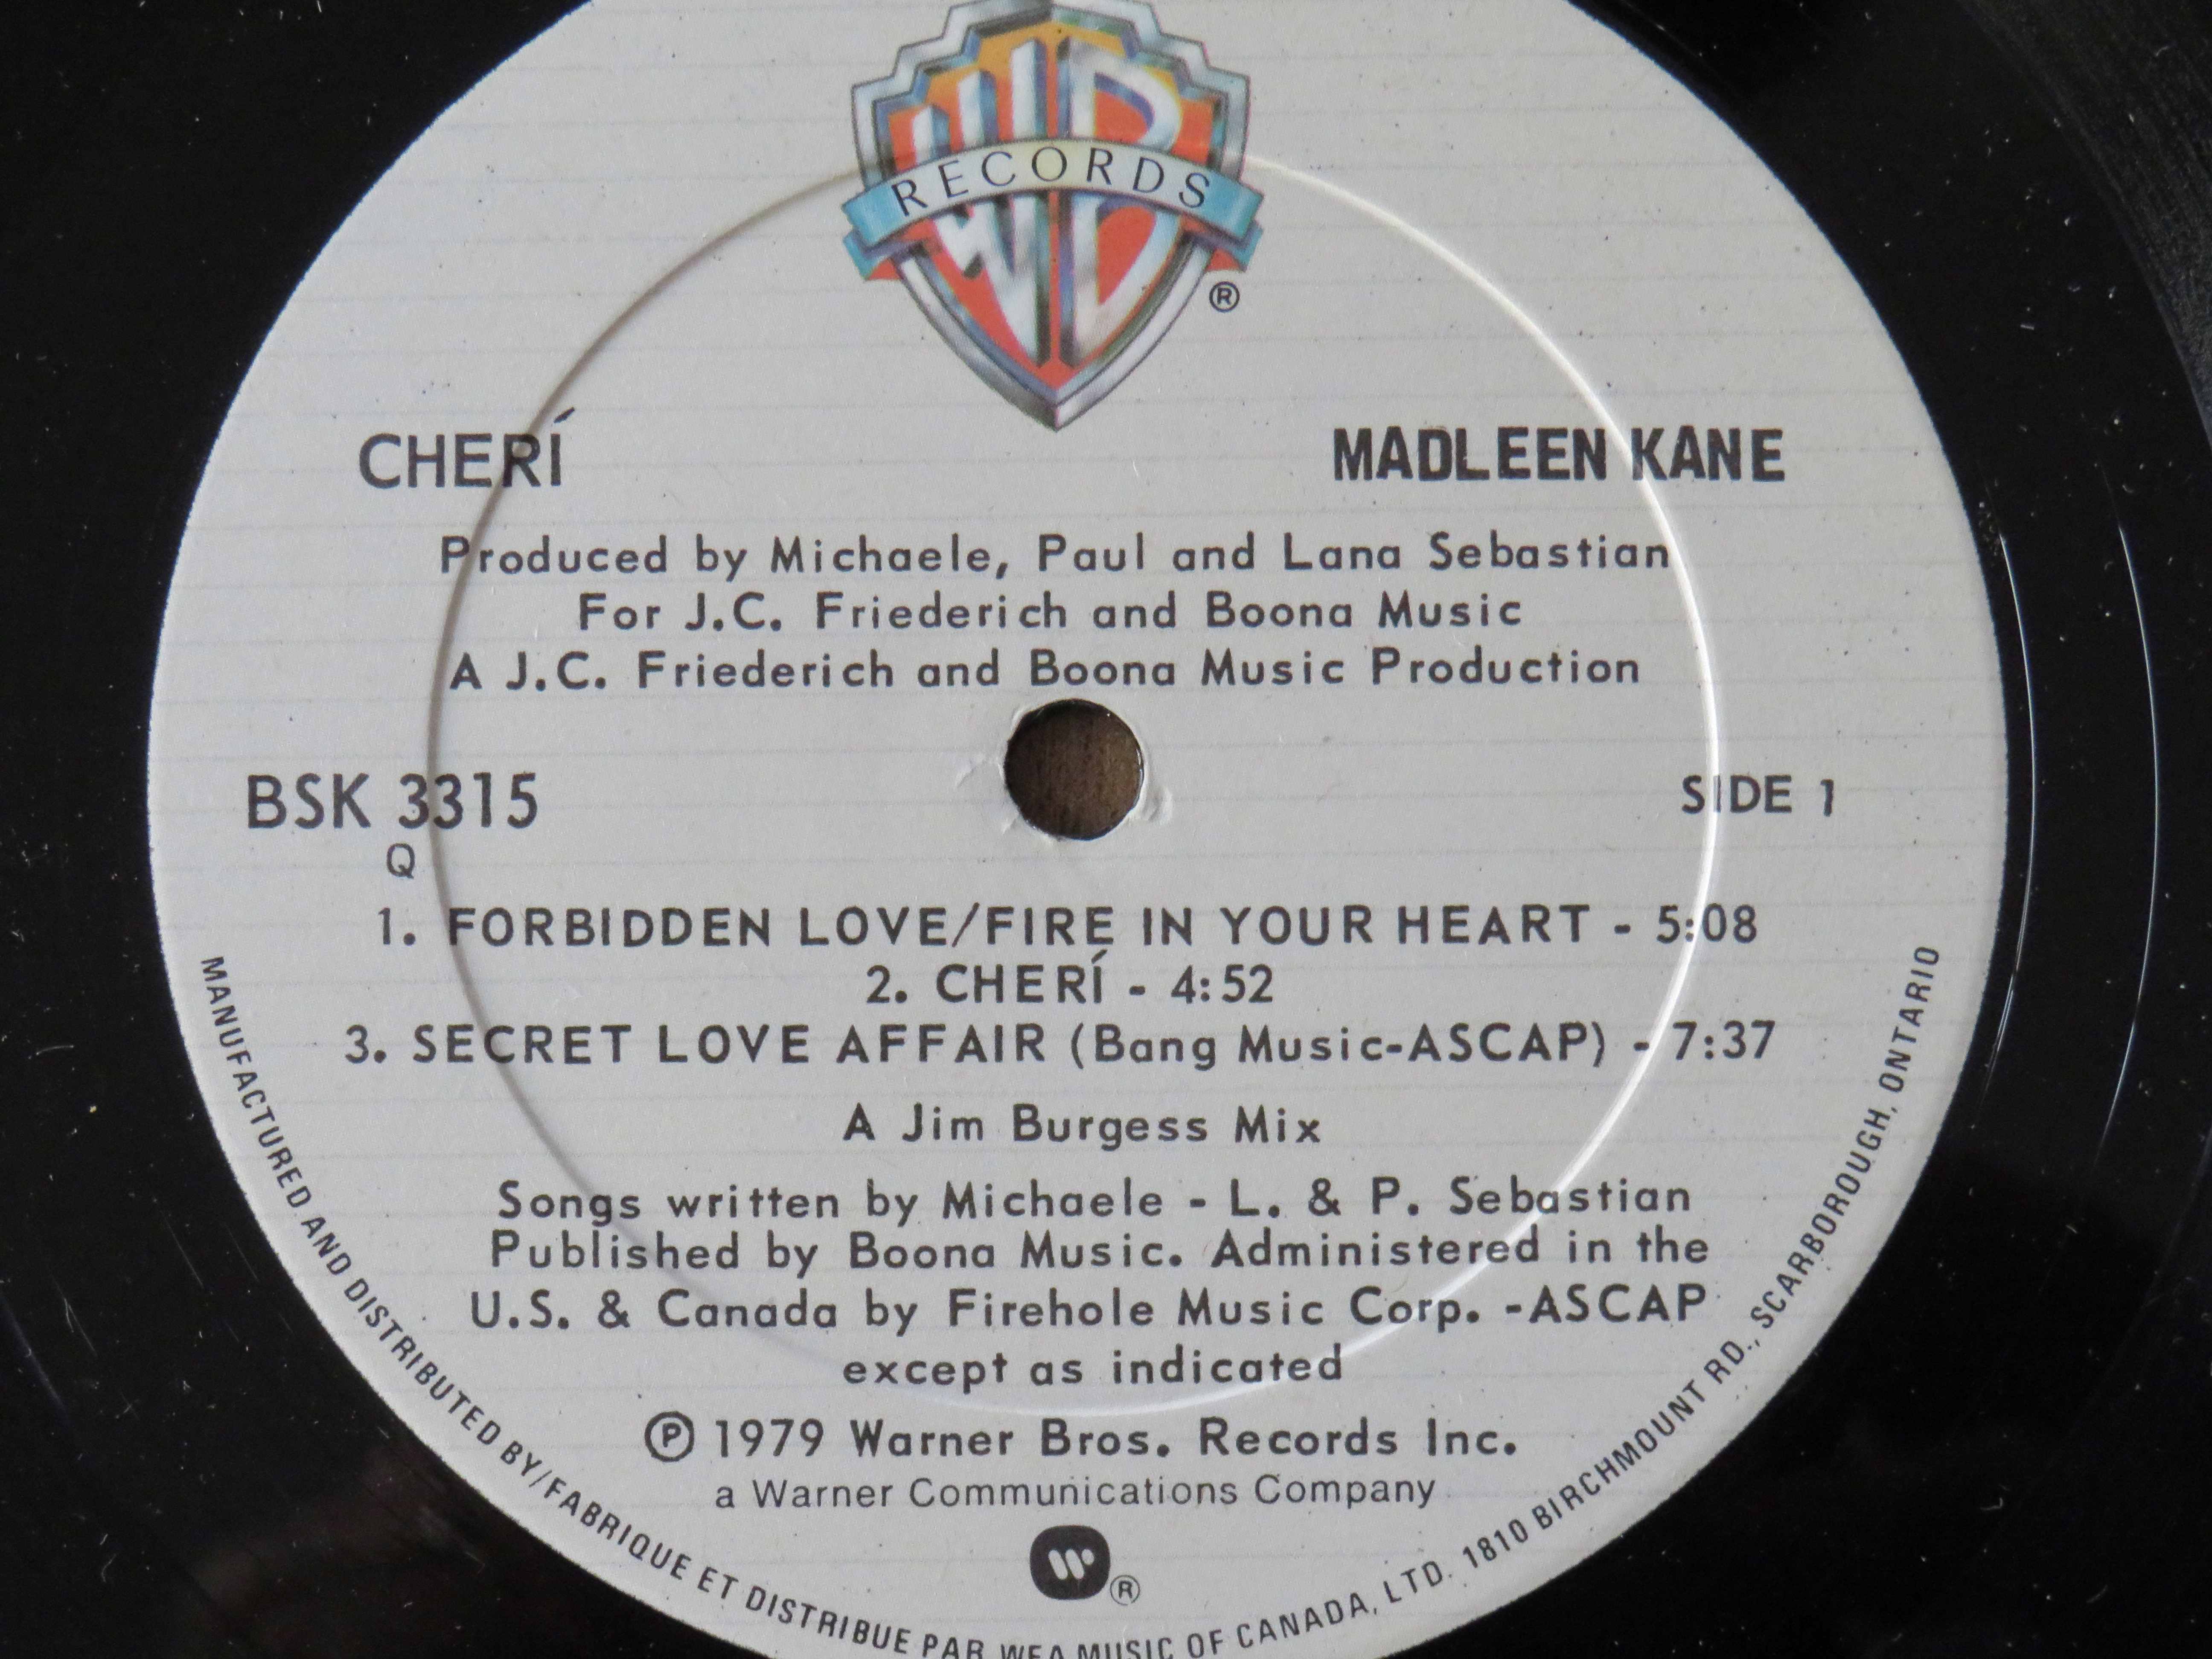 WB
RECORDS
®
CHERÍ
MADLEEN KANE
Produced by Michaele, Paul and Lana Sebastian
For J.C. Friederich and Boona Music
A J.C. Friederich and Boona Music Production
BSK 3315
SIDE 1
Q
1. FORBIDDEN LOVE/FIRE IN YOUR HEART - 5:08
2. CHERÍ - 4:52
3. SECRET LOVE AFFAIR (Bang Music-ASCAP) - 7:37
A Jim Burgess Mix
Songs written by Michaele - L. & P. Sebastian
Published by Boona Music. Administered in the
U.S. & Canada by Firehole Music Corp. -ASCAP
except as indicated
℗ 1979 Warner Bros. Records Inc.
a Warner Communications Company
®
MANUFACTURED AND DISTRIBUTED BY/FABRIQUE ET DISTRIBUE PAR WEA MUSIC OF CANADA, LTD. 1810 BIRCHMOUNT RD., SCARBOROUGH, ONTARIO